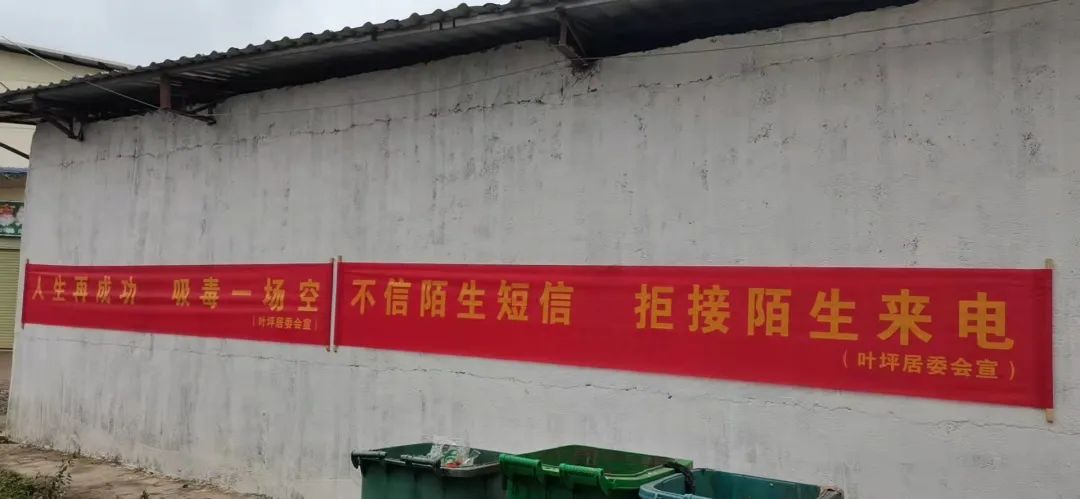 人生再成功 吸毒一场空
（叶坪居委会宣）
不信陌生短信 拒接陌生来电
（叶坪居委会宣）